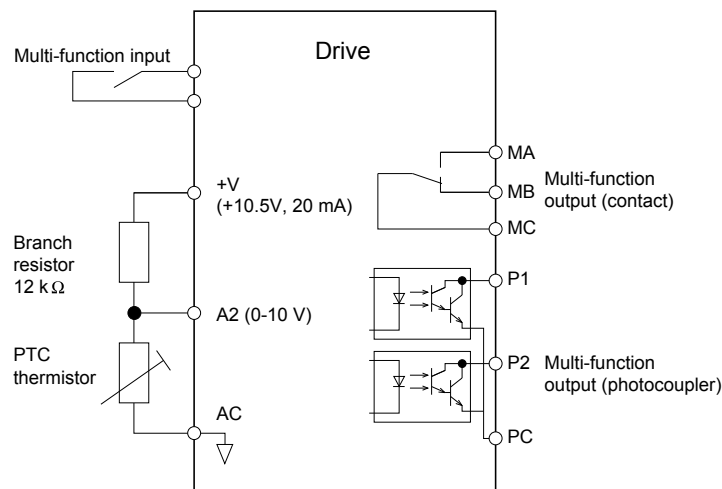 Drive
Multi-function input
+V
(+10.5V, 20 mA)
Branch
resistor
12 kΩ
A2 (0-10 V)
PTC
thermistor
AC
MA
MB
MC
Multi-function
output (contact)
P1
P2
PC
Multi-function
output (photocoupler)